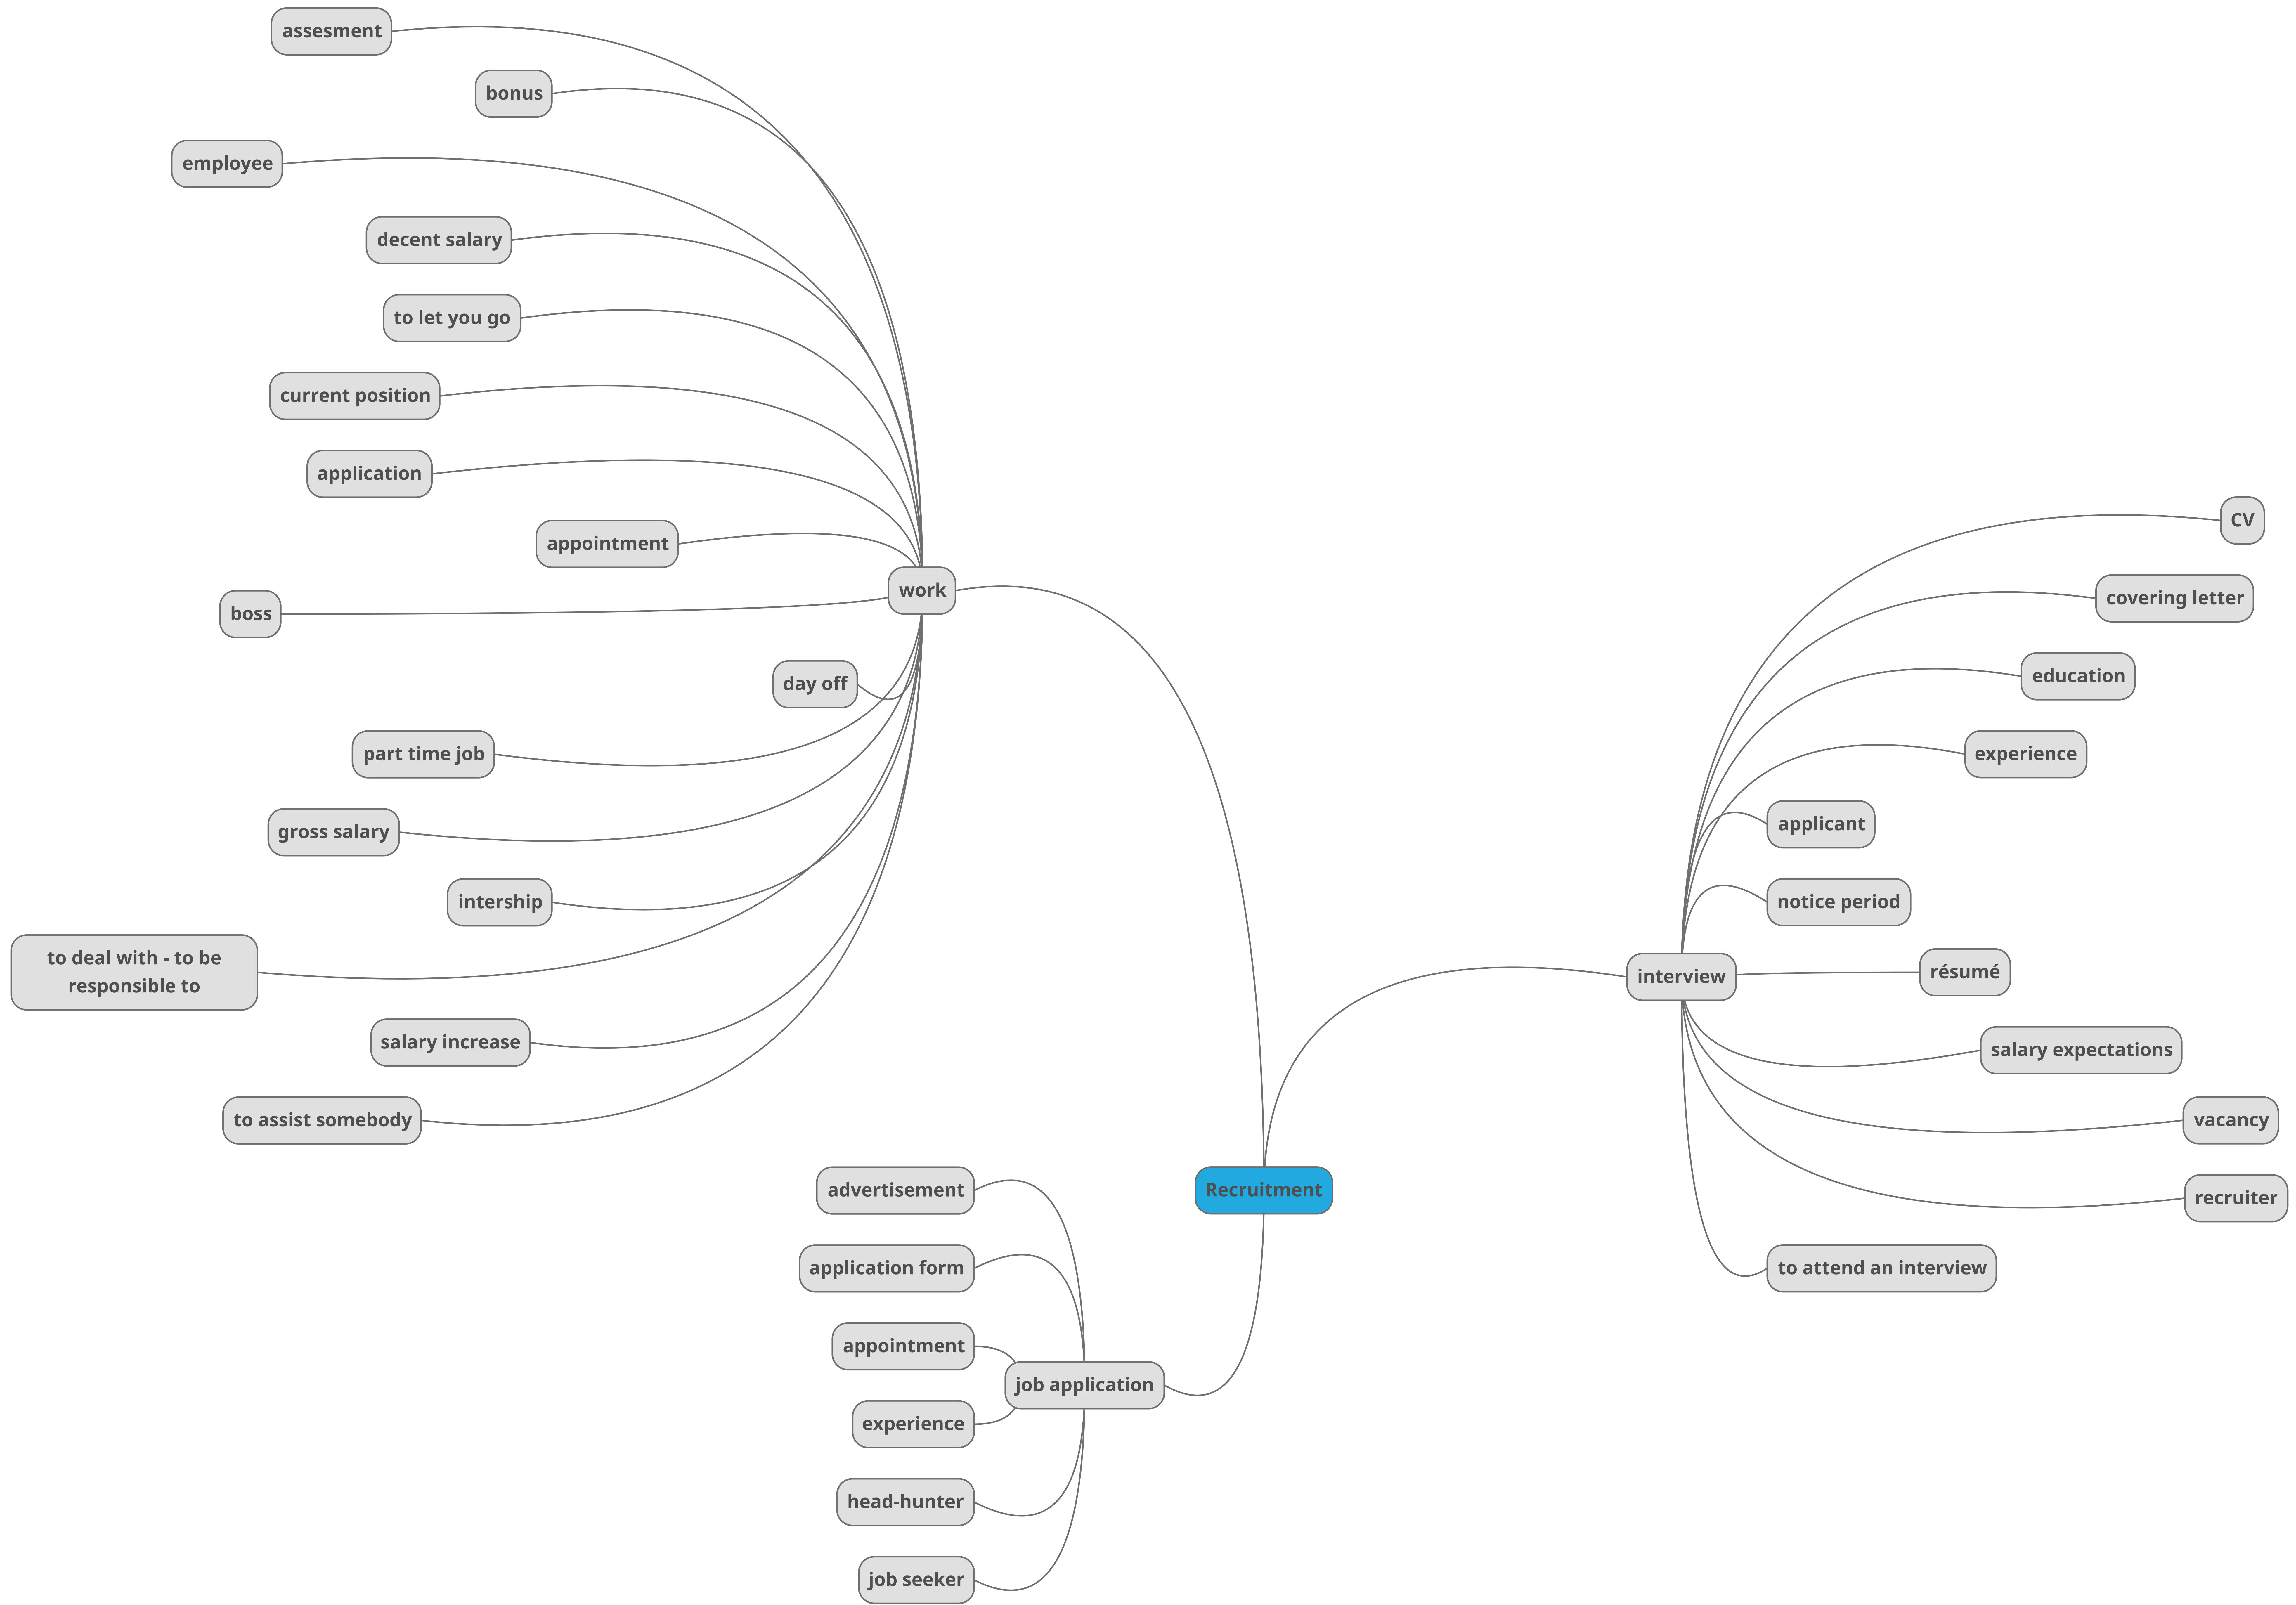 assesment
bonus
employee
decent salary
to let you go
current position
application
appointment
boss
work
day off
part time job
gross salary
intership
to deal with - to be
responsible to
salary increase
to assist somebody
CV
covering letter
education
experience
applicant
notice period
interview
résumé
salary expectations
vacancy
recruiter
to attend an interview
Recruitment
advertisement
application form
appointment
job application
experience
head-hunter
job seeker